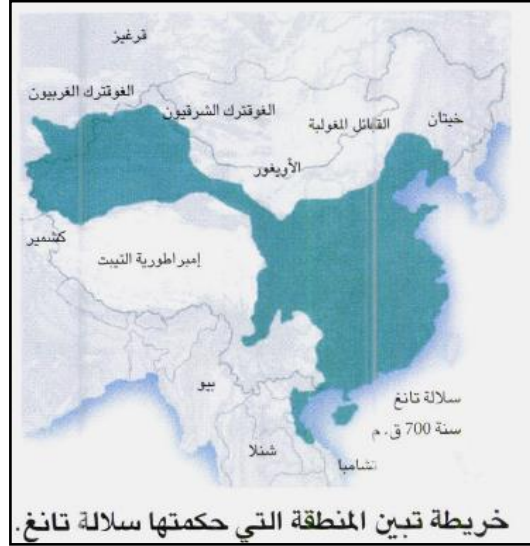 قرغيز
الغوقترك الغربيون
الغوقترك الشرقيون
القبائل المغولية
خيتان
الأويغور
كشمير
إمبراطورية التيبت
بيو
سلالة تانغ
سنة 700 ق.م
شنلا
تشامبا
خريطة تبين المنطقة التي حكمتها سلالة تانغ.